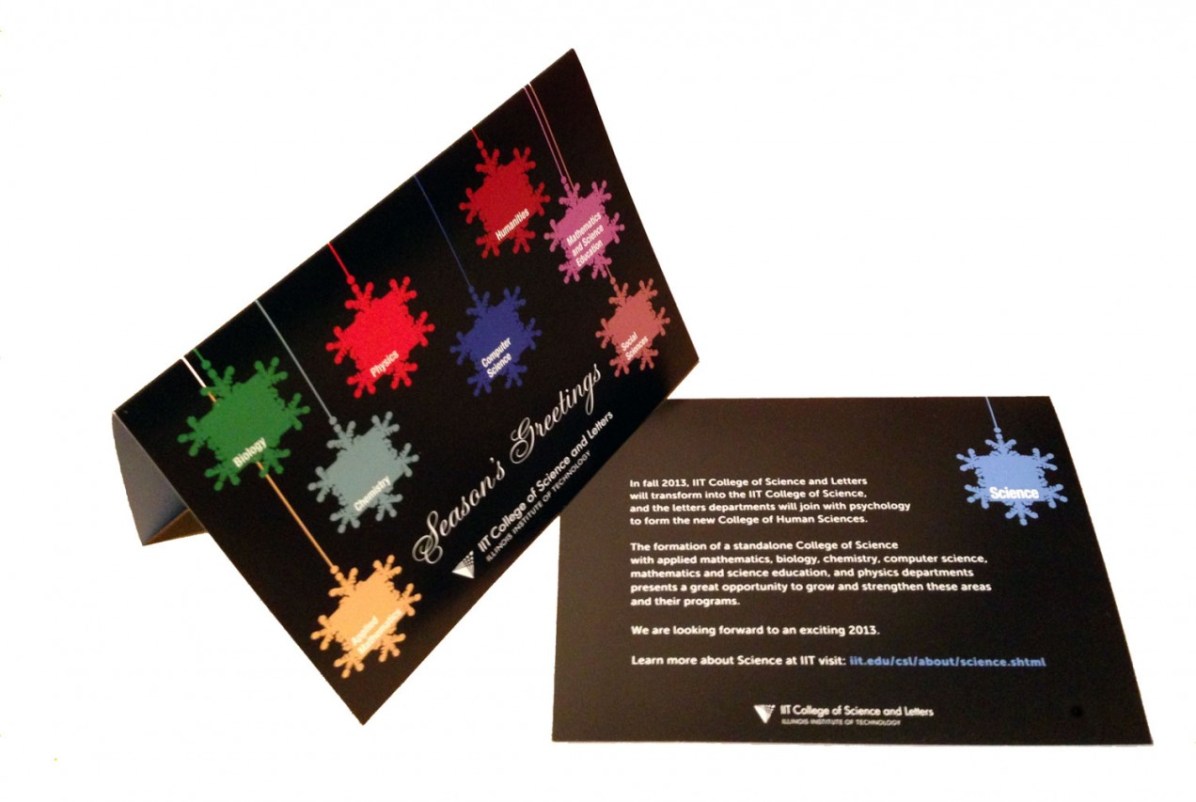 Humanities
Mathematics
and Science
Education
Physics
Computer
Science
Social
Sciences
Biology
Chemistry
Applied
Mathematics
Season's Greetings
IIT College of Science and Letters
ILLINOIS INSTITUTE OF TECHNOLOGY
Science
In fall 2013, IIT College of Science and Letters
will transform into the IIT College of Science,
and the letters departments will join with psychology
to form the new College of Human Sciences.
The formation of a standalone College of Science
with applied mathematics, biology, chemistry, computer science,
mathematics and science education, and physics departments
presents a great opportunity to grow and strengthen these areas
and their programs.
We are looking forward to an exciting 2013.
Learn more about Science at IIT visit: iit.edu/csl/about/science.shtml
IIT College of Science and Letters
ILLINOIS INSTITUTE OF TECHNOLOGY